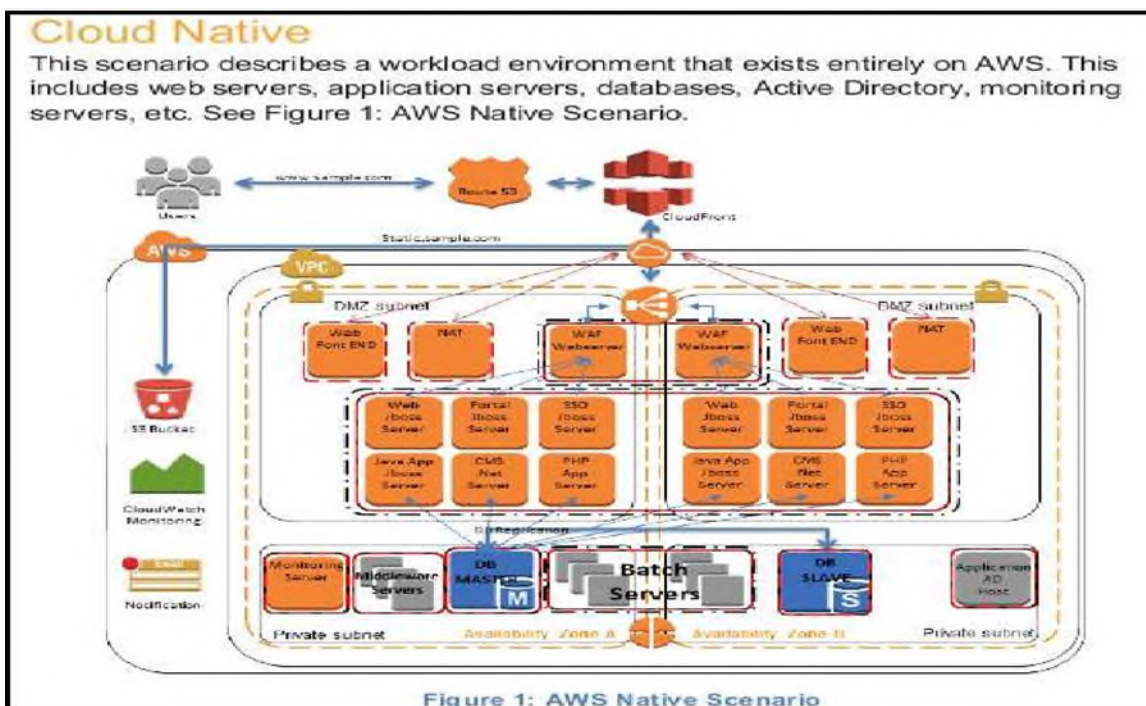 Cloud Native
This scenario describes a workload environment that exists entirely on AWS. This
includes web servers, application servers, databases, Active Directory, monitoring
servers, etc. See Figure 1: AWS Native Scenario.
www.sample.com
Users
Route 53
CloudFront
Static.sample.com
AWS
VPC
DMZ subnet
DMZ subnet
Web
Font END
NAT
WAF
Webserver
WAF
Webserver
Web
Font END
NAT
Web
Jboss
Server
Portal
Jboss
Server
SSO
Jboss
Server
Web
Jboss
Server
Portal
Jboss
Server
SSO
Jboss
Server
S3 Bucket
Java App
Jboss
Server
CMS
.Net
Server
PHP
App
Server
Java App
Jboss
Server
CMS
.Net
Server
PHP
App
Server
CloudWatch
Monitoring
DB Replication
Monitoring
Server
Middleware
Servers
DB
MASTER
M
Batch
Servers
DB
SLAVE
S
Application
AD
Host
Notification
Private subnet
Availability Zone A
Availability Zone B
Private subnet
Figure 1: AWS Native Scenario